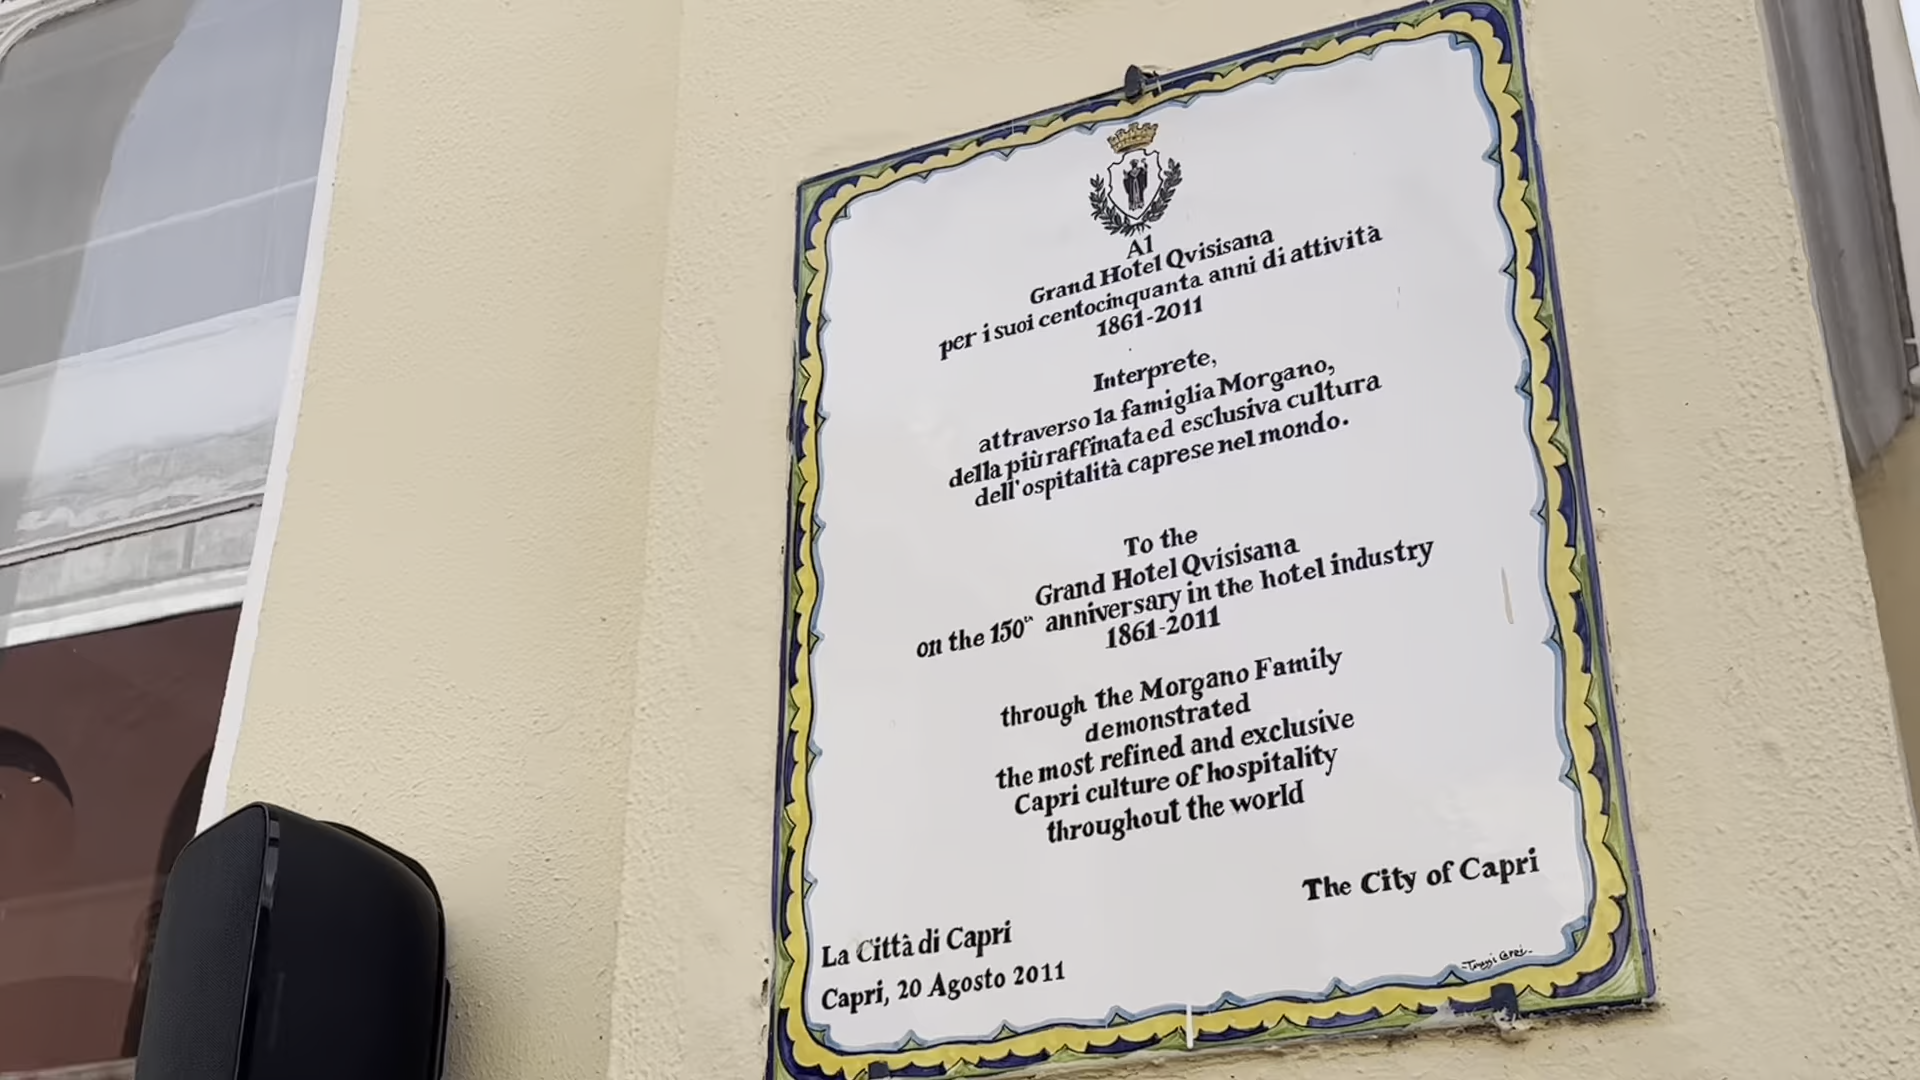 A1
Grand Hotel Qvisisana
per i suoi centocinquanta anni di attività
1861-2011
Interprete,
attraverso la famiglia Morgano,
della più raffinata ed esclusiva cultura
dell'ospitalità caprese nel mondo.
To the
Grand Hotel Qvisisana
on the 150th anniversary in the hotel industry
1861-2011
through the Morgano Family
demonstrated
the most refined and exclusive
Capri culture of hospitality
throughout the world
The City of Capri
La Città di Capri
Capri, 20 Agosto 2011